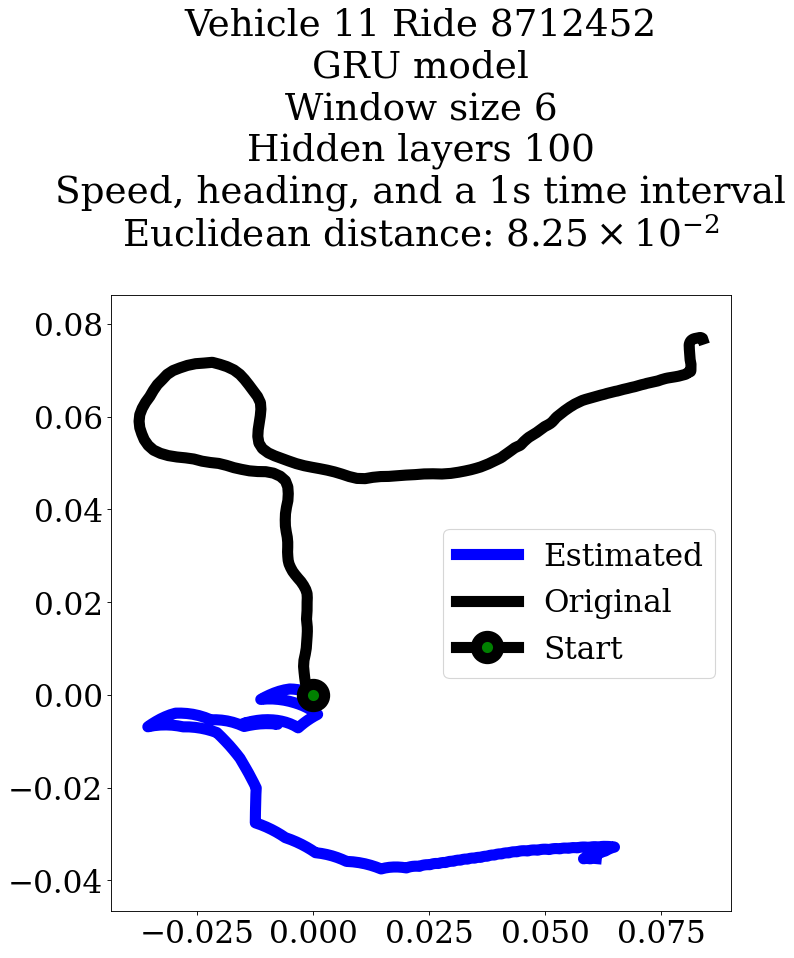 Vehicle 11 Ride 8712452
GRU model
Window size 6
Hidden layers 100
Speed, heading, and a 1s time interval
Euclidean distance: 8.25 × 10⁻²
0.08
0.06
0.04
0.02
0.00
−0.02
−0.04
Estimated
Original
Start
−0.025 0.000 0.025 0.050 0.075